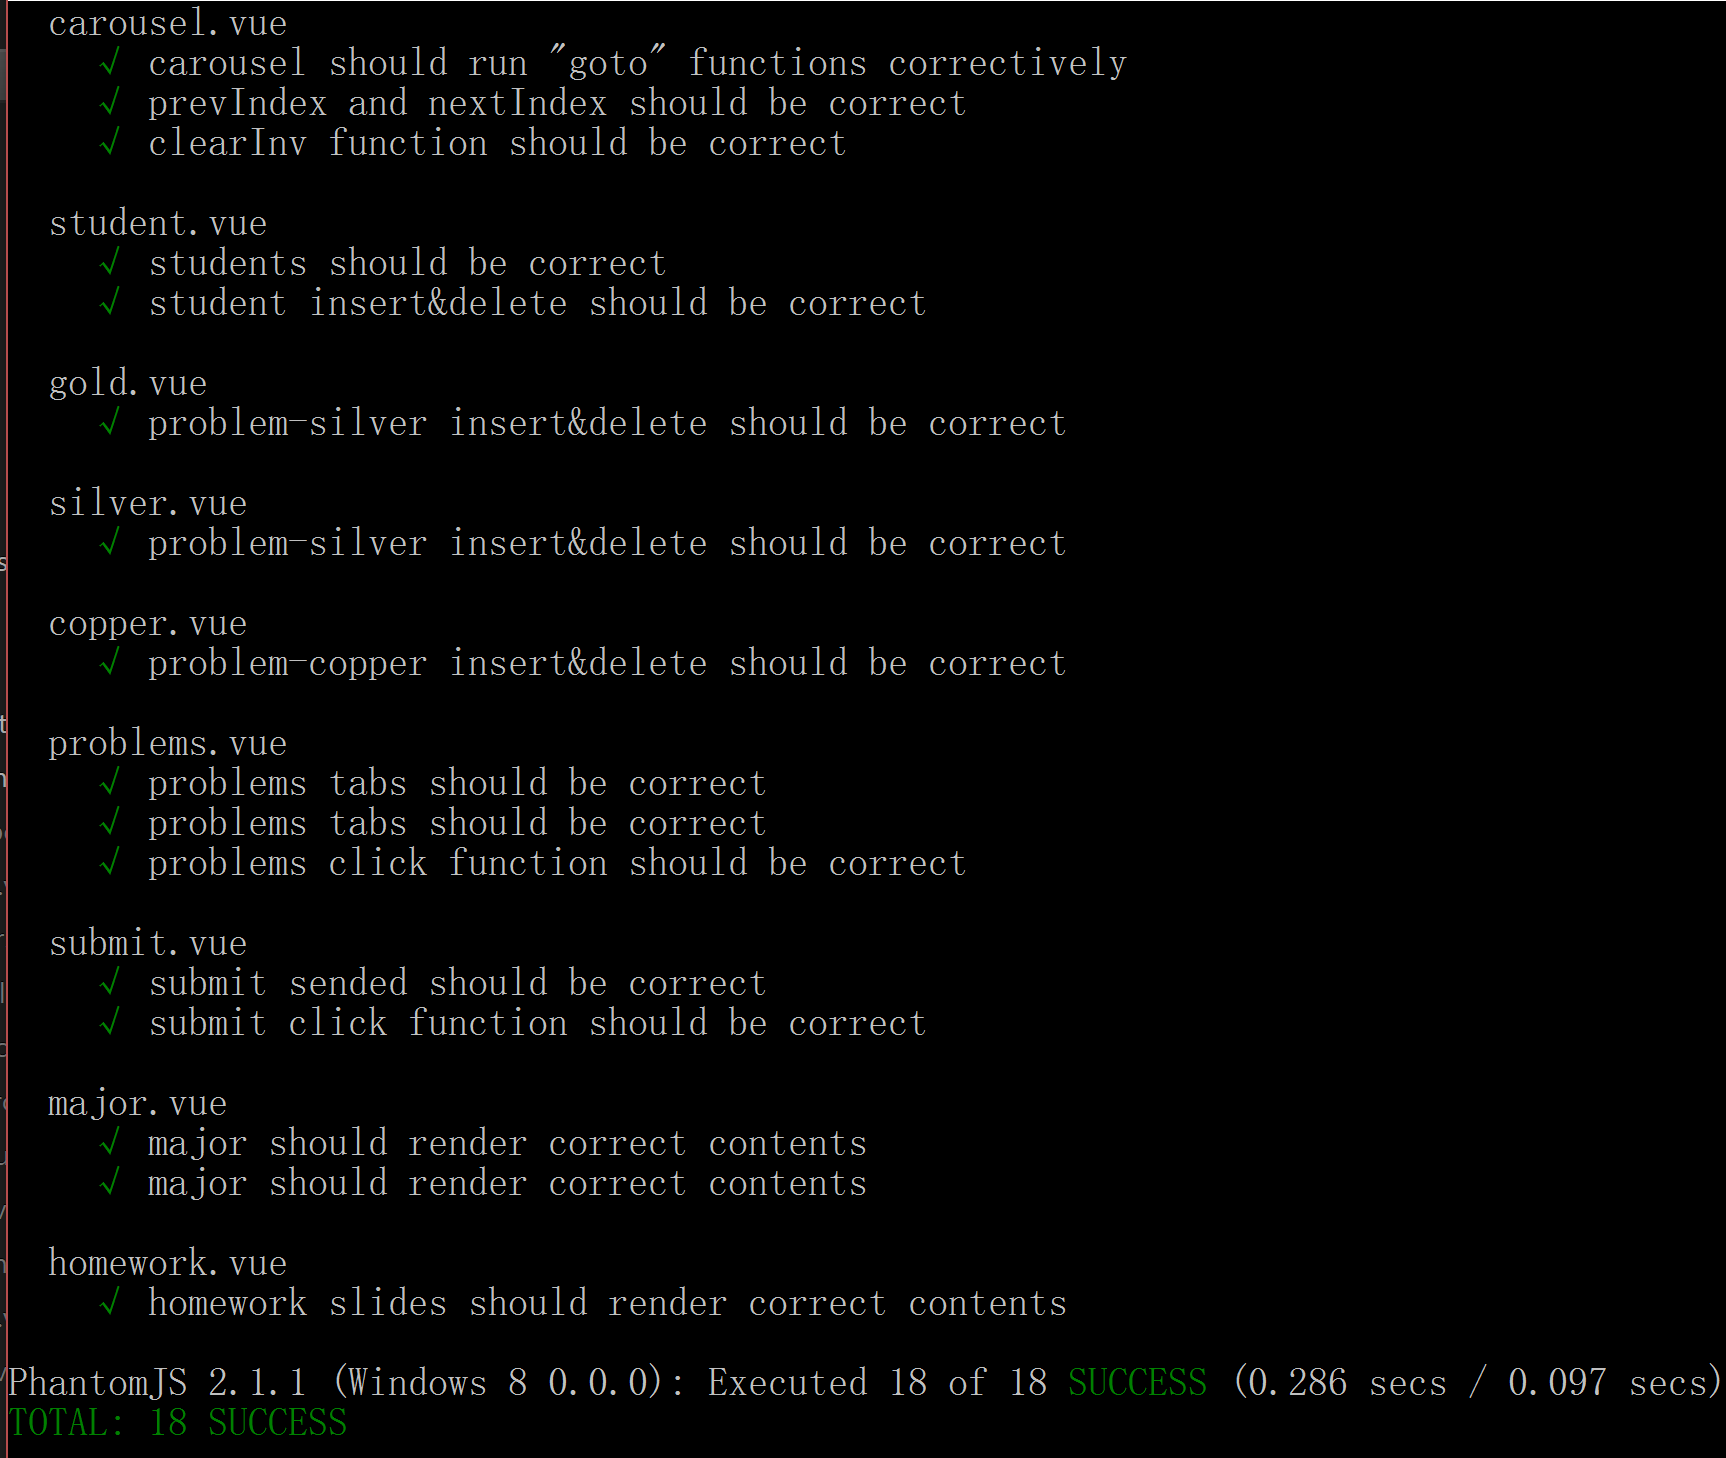 carousel.vue
√ carousel should run "goto" functions correctively
√ prevIndex and nextIndex should be correct
√ clearInv function should be correct
student.vue
√ students should be correct
√ student insert&delete should be correct
gold.vue
√ problem-silver insert&delete should be correct
silver.vue
√ problem-silver insert&delete should be correct
copper.vue
√ problem-copper insert&delete should be correct
problems.vue
√ problems tabs should be correct
√ problems tabs should be correct
√ problems click function should be correct
submit.vue
√ submit sended should be correct
√ submit click function should be correct
major.vue
√ major should render correct contents
√ major should render correct contents
homework.vue
√ homework slides should render correct contents
PhantomJS 2.1.1 (Windows 8 0.0.0): Executed 18 of 18 SUCCESS (0.286 secs / 0.097 secs)
TOTAL: 18 SUCCESS